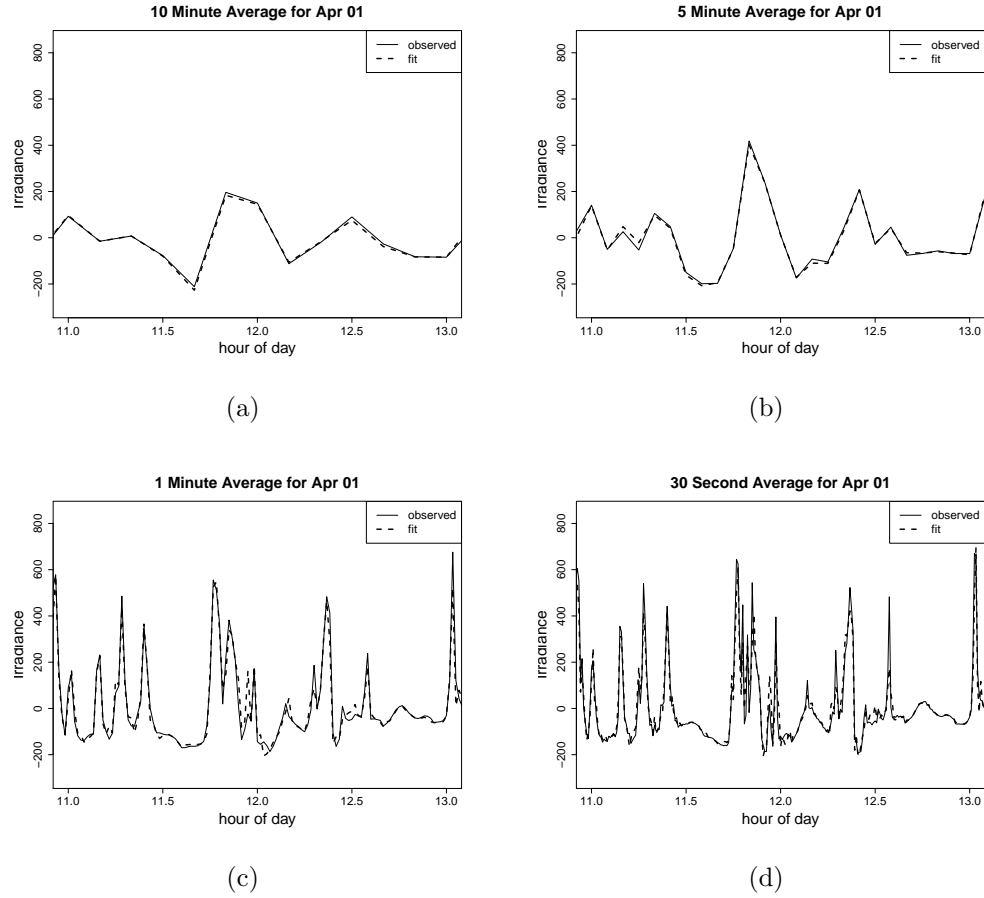 10 Minute Average for Apr 01
observed
fit
Irradiance
800
600
400
200
0
−200
11.0 11.5 12.0 12.5 13.0
hour of day
(a)
5 Minute Average for Apr 01
observed
fit
Irradiance
800
600
400
200
0
−200
11.0 11.5 12.0 12.5 13.0
hour of day
(b)
1 Minute Average for Apr 01
observed
fit
Irradiance
800
600
400
200
0
−200
11.0 11.5 12.0 12.5 13.0
hour of day
(c)
30 Second Average for Apr 01
observed
fit
Irradiance
800
600
400
200
0
−200
11.0 11.5 12.0 12.5 13.0
hour of day
(d)